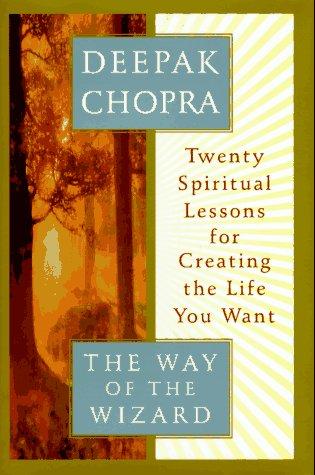 DEEPAK
CHOPRA
Twenty
Spiritual
Lessons
for
Creating
the Life
You Want
THE WAY
OF THE
WIZARD